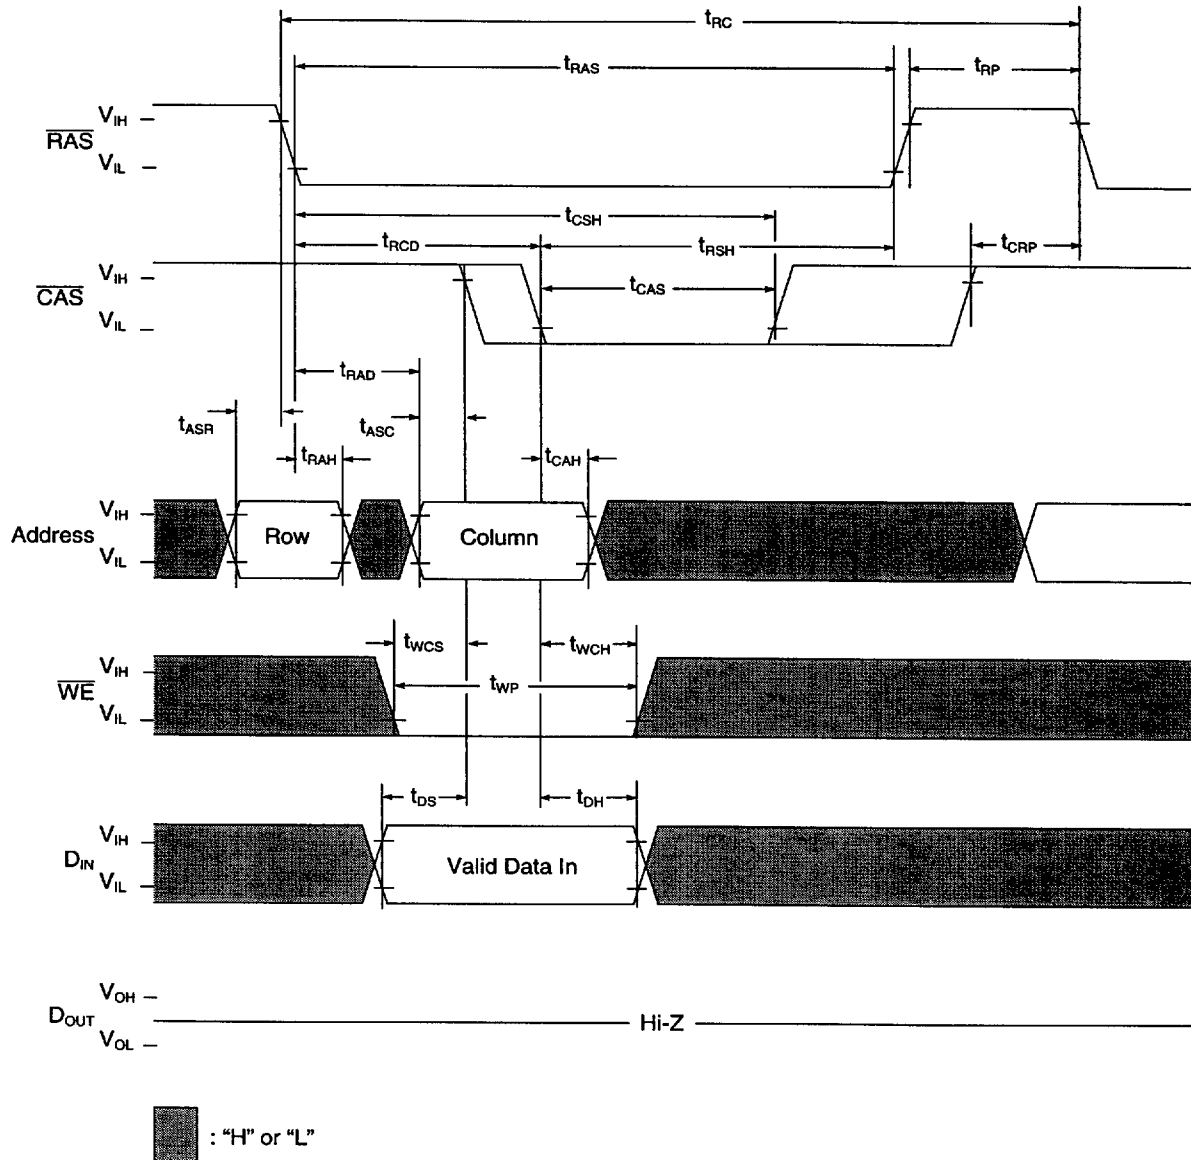 tRC
tRAS
tRP
RAS
VIH
VIL
tCSH
tRCD
tRSH
tCRP
CAS
VIH
VIL
tCAS
tRAD
tASR
tASC
tRAH
tCAH
Address
VIH
VIL
Row
Column
tWCS
tWCH
WE
VIH
VIL
tWP
tDS
tDH
DIN
VIH
VIL
Valid Data In
DOUT
VOH
VOL
Hi-Z
: “H” or “L”